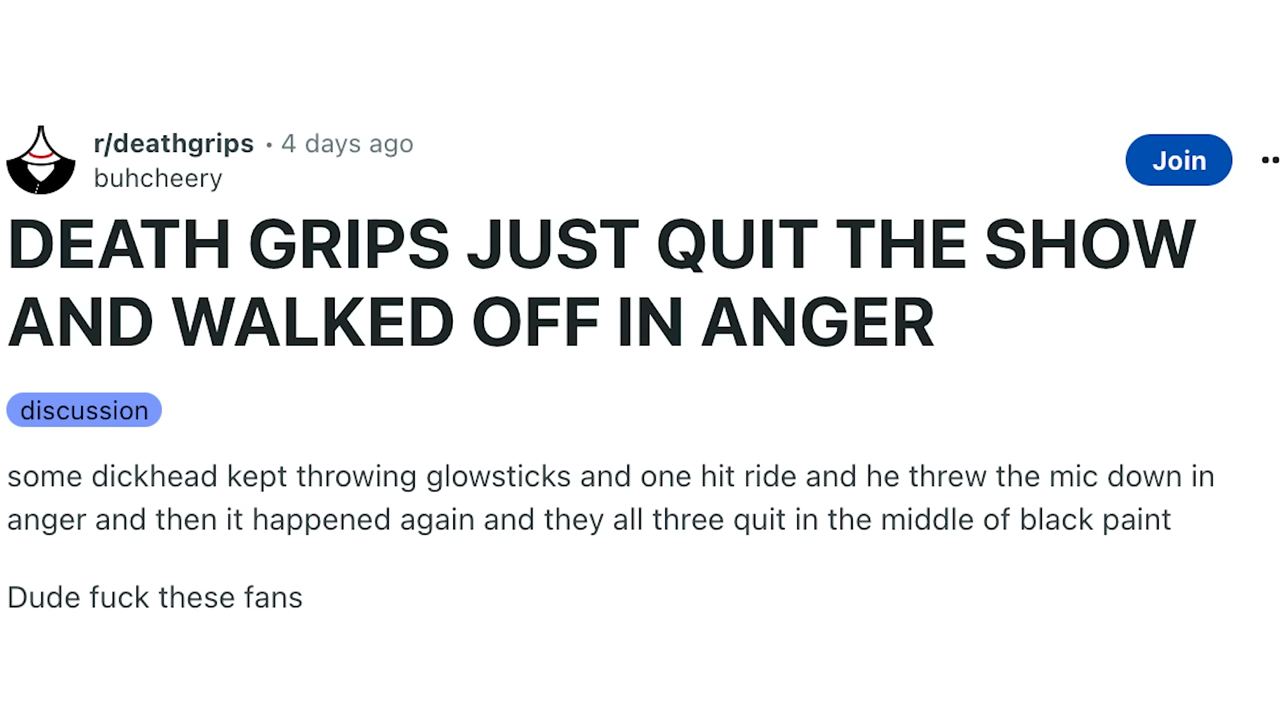 r/deathgrips • 4 days ago
buhcheery
Join
DEATH GRIPS JUST QUIT THE SHOW
AND WALKED OFF IN ANGER
discussion
some dickhead kept throwing glowsticks and one hit ride and he threw the mic down in
anger and then it happened again and they all three quit in the middle of black paint
Dude fuck these fans